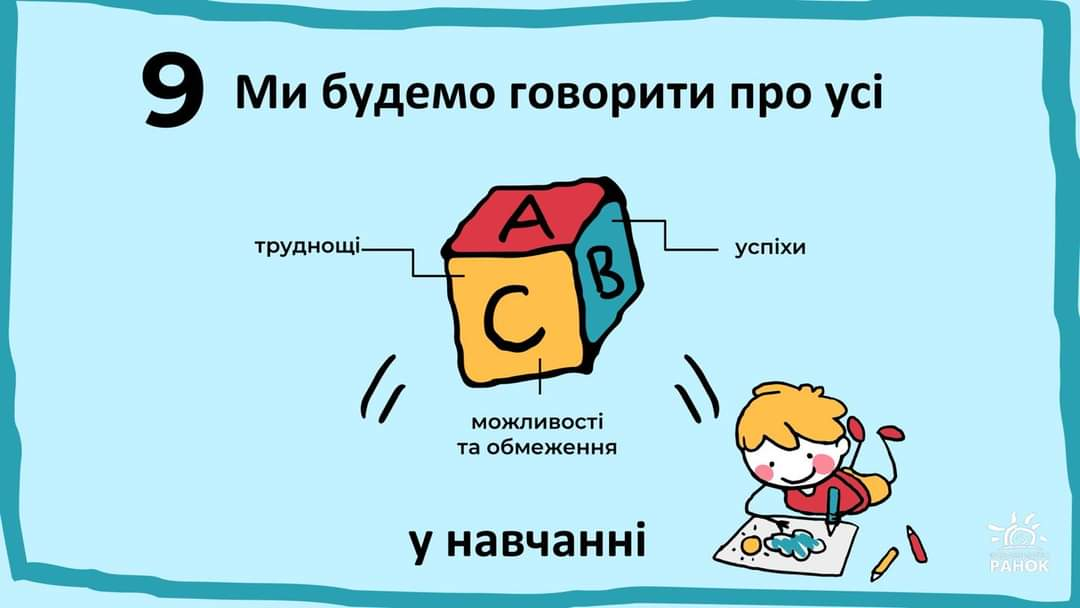 9 Ми будемо говорити про усі
A
B
C
труднощі
успіхи
можливості
та обмеження
у навчанні
РАНОК